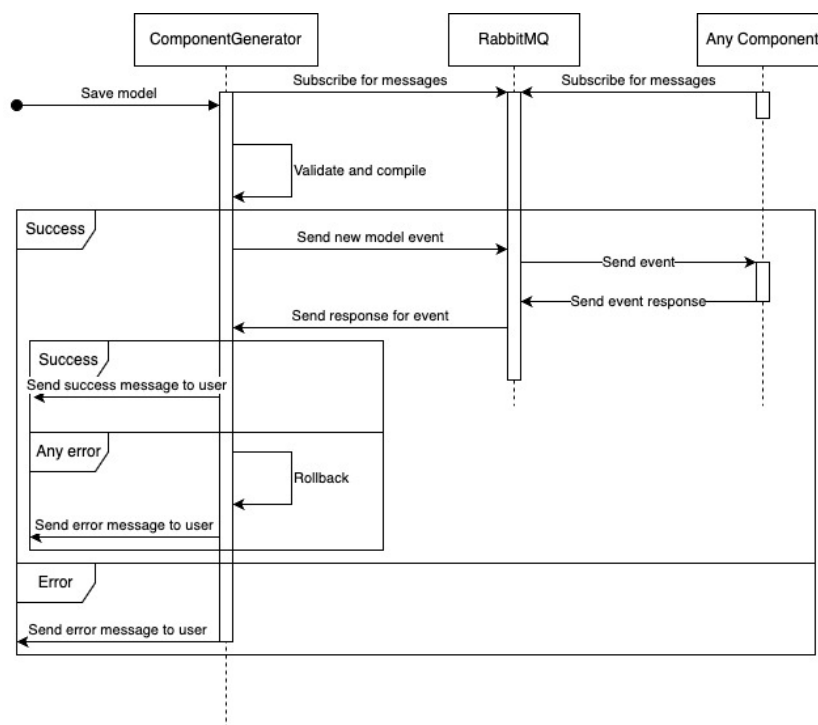 ComponentGenerator
RabbitMQ
Any Component
Save model
Subscribe for messages
Subscribe for messages
Validate and compile
Success
Send new model event
Send event
Send event response
Send response for event
Success
Send success message to user
Any error
Rollback
Send error message to user
Error
Send error message to user